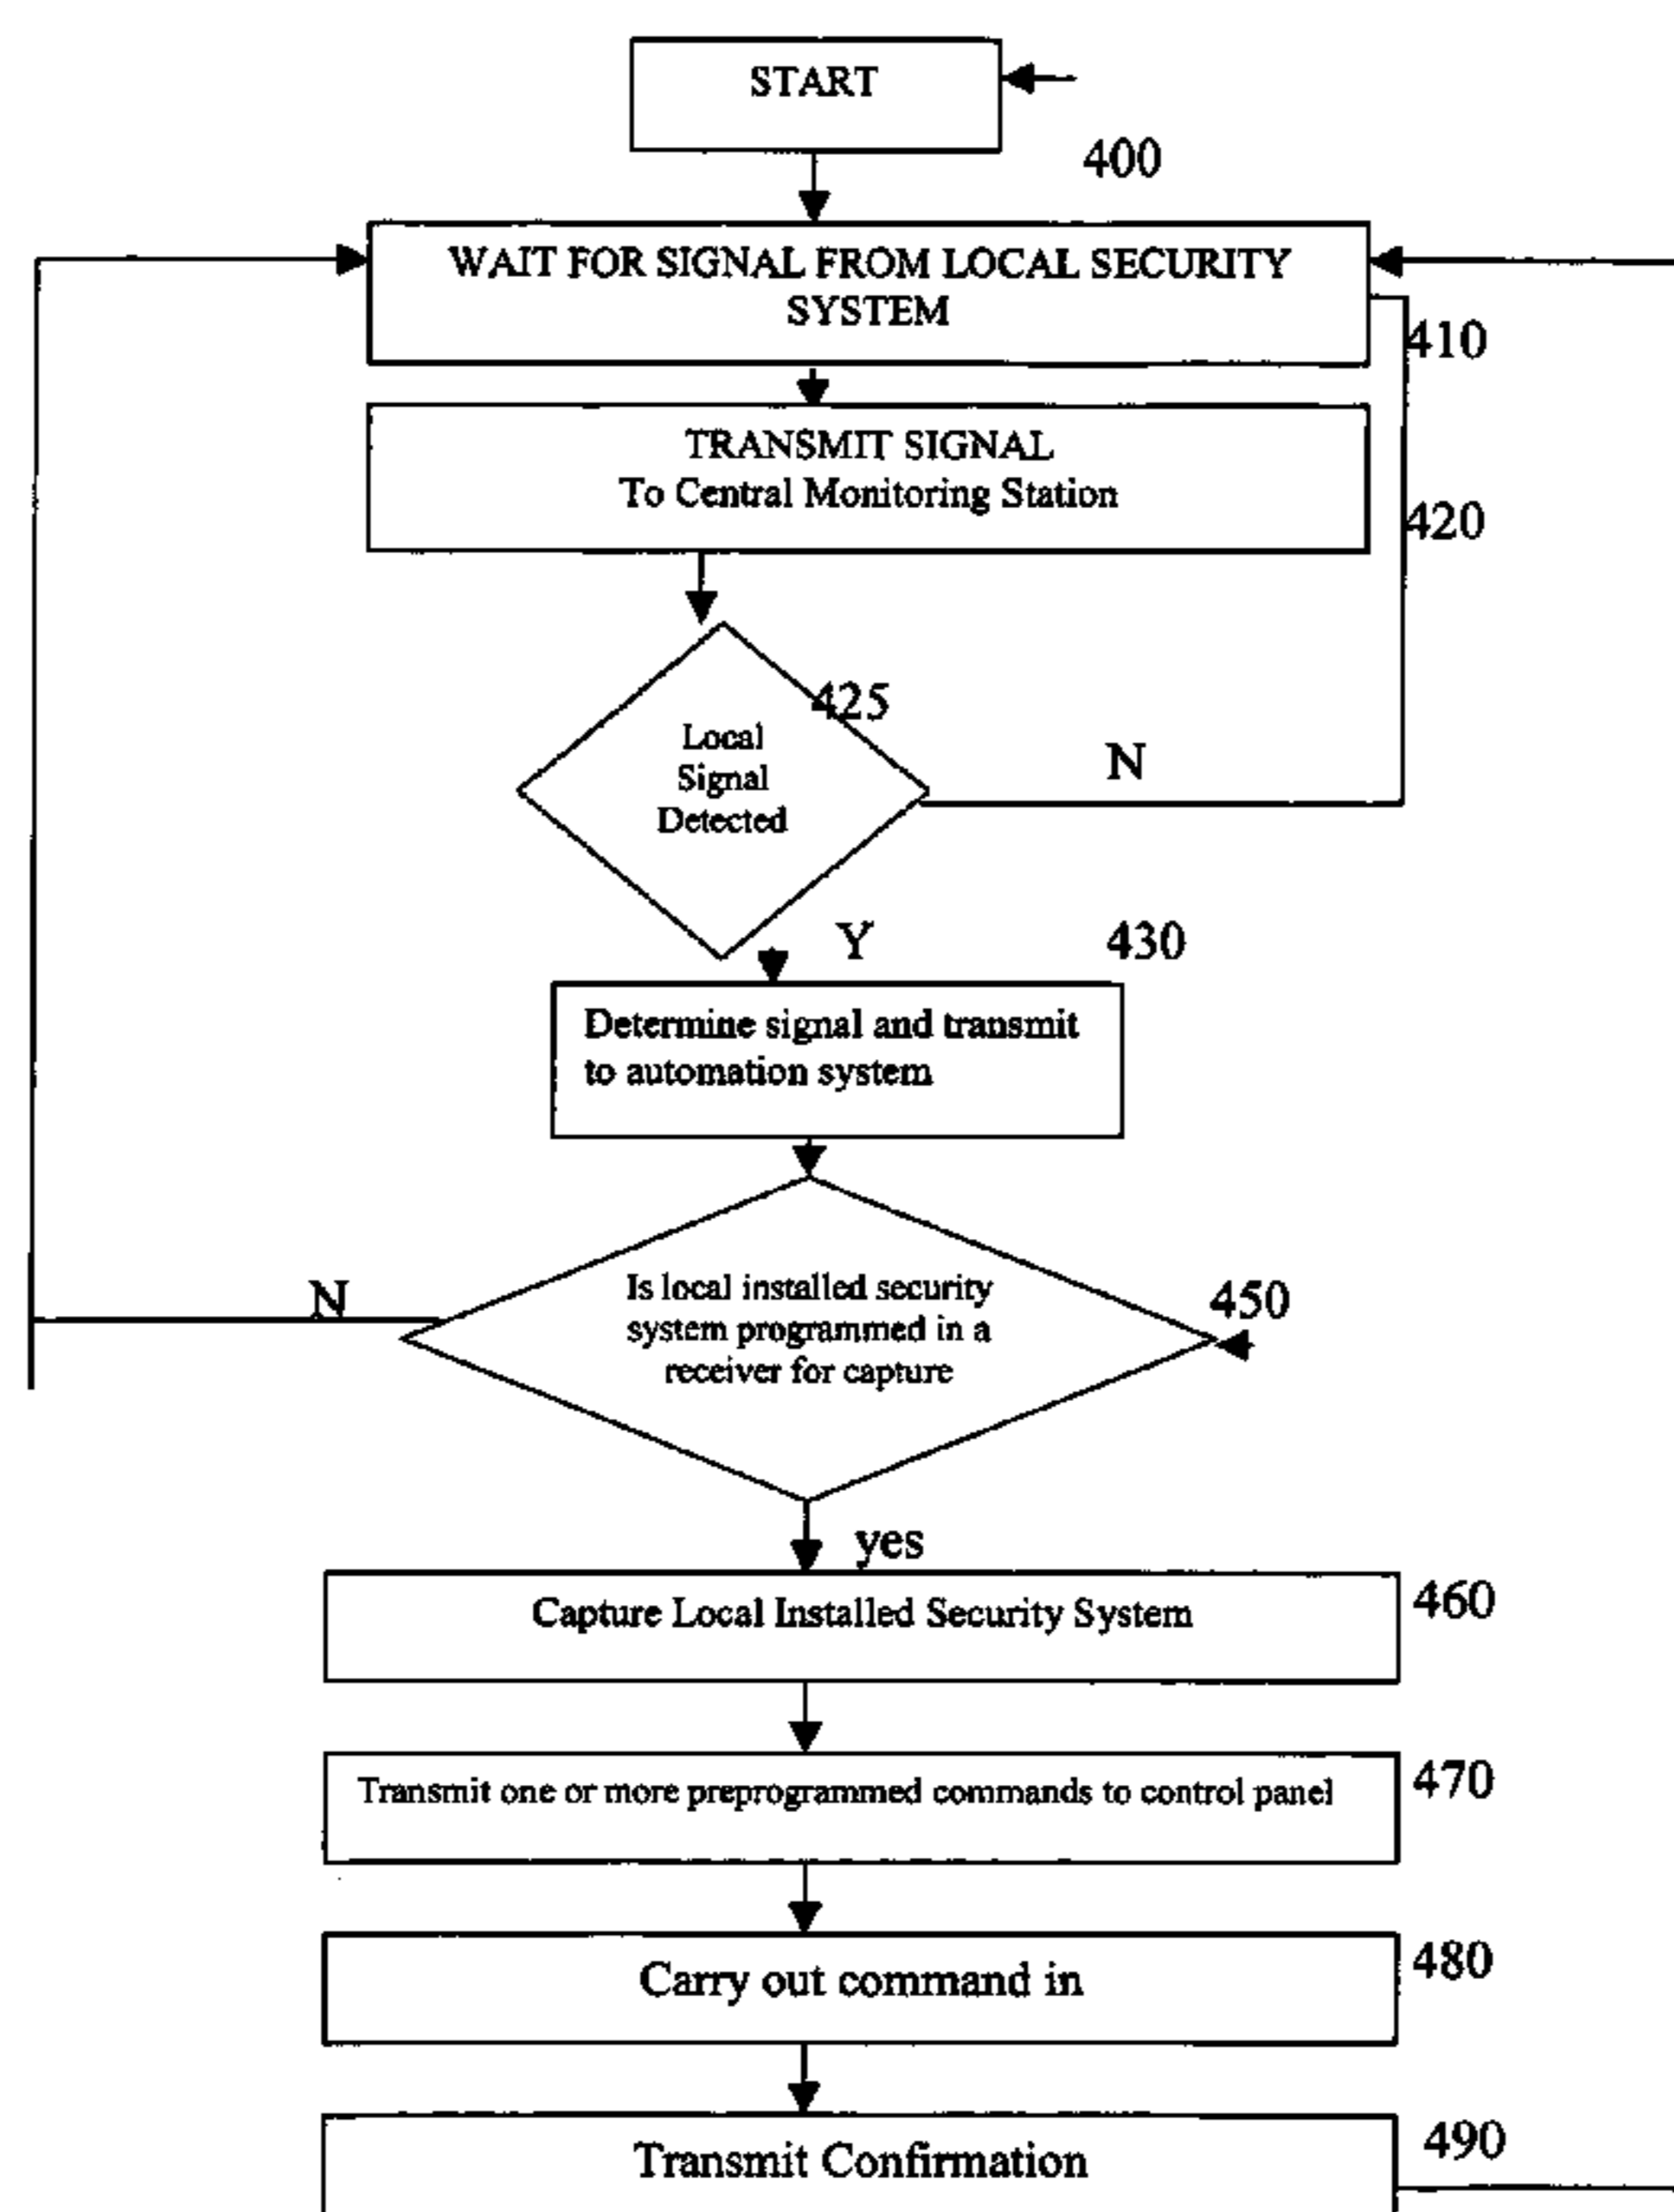 START
400
WAIT FOR SIGNAL FROM LOCAL SECURITY
SYSTEM
410
TRANSMIT SIGNAL
To Central Monitoring Station
420
425
Local
Signal
Detected
N
Y
430
Determine signal and transmit
to automation system
N
Is local installed security
system programmed in a
receiver for capture
450
yes
Capture Local Installed Security System
460
Transmit one or more preprogrammed commands to control panel
470
Carry out command in
480
Transmit Confirmation
490